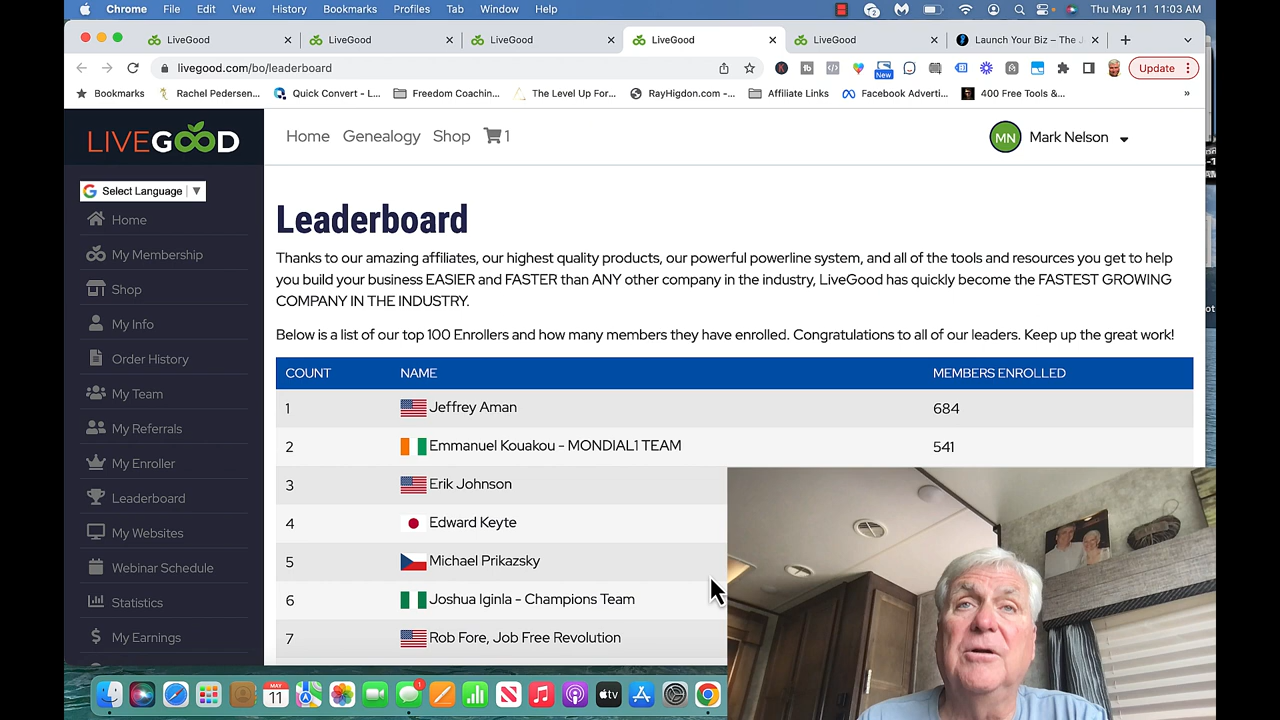 Chrome File Edit View History Bookmarks Profiles Tab Window Help Thu May 11 11:03 AM
LiveGood LiveGood LiveGood LiveGood LiveGood Launch Your Biz – The J
livegood.com/bo/leaderboard New Update
Bookmarks Rachel Pedersen... Quick Convert - L... Freedom Coachin... The Level Up For... RayHigdon.com -... Affiliate Links Facebook Adverti... 400 Free Tools &... »
LIVEGOOD
Home Genealogy Shop 1
MN Mark Nelson
Select Language
Home
My Membership
Shop
My Info
Order History
My Team
My Referrals
My Enroller
Leaderboard
My Websites
Webinar Schedule
Statistics
My Earnings
Leaderboard
Thanks to our amazing affiliates, our highest quality products, our powerful powerline system, and all of the tools and resources you get to help
you build your business EASIER and FASTER than ANY other company in the industry, LiveGood has quickly become the FASTEST GROWING
COMPANY IN THE INDUSTRY.
Below is a list of our top 100 Enrollers and how many members they have enrolled. Congratulations to all of our leaders. Keep up the great work!
COUNT NAME MEMBERS ENROLLED
1 Jeffrey Aman 684
2 Emmanuel Kouakou - MONDIAL1 TEAM 541
3 Erik Johnson
4 Edward Keyte
5 Michael Prikazsky
6 Joshua Iginla - Champions Team
7 Rob Fore, Job Free Revolution
MAY
11
1
tv